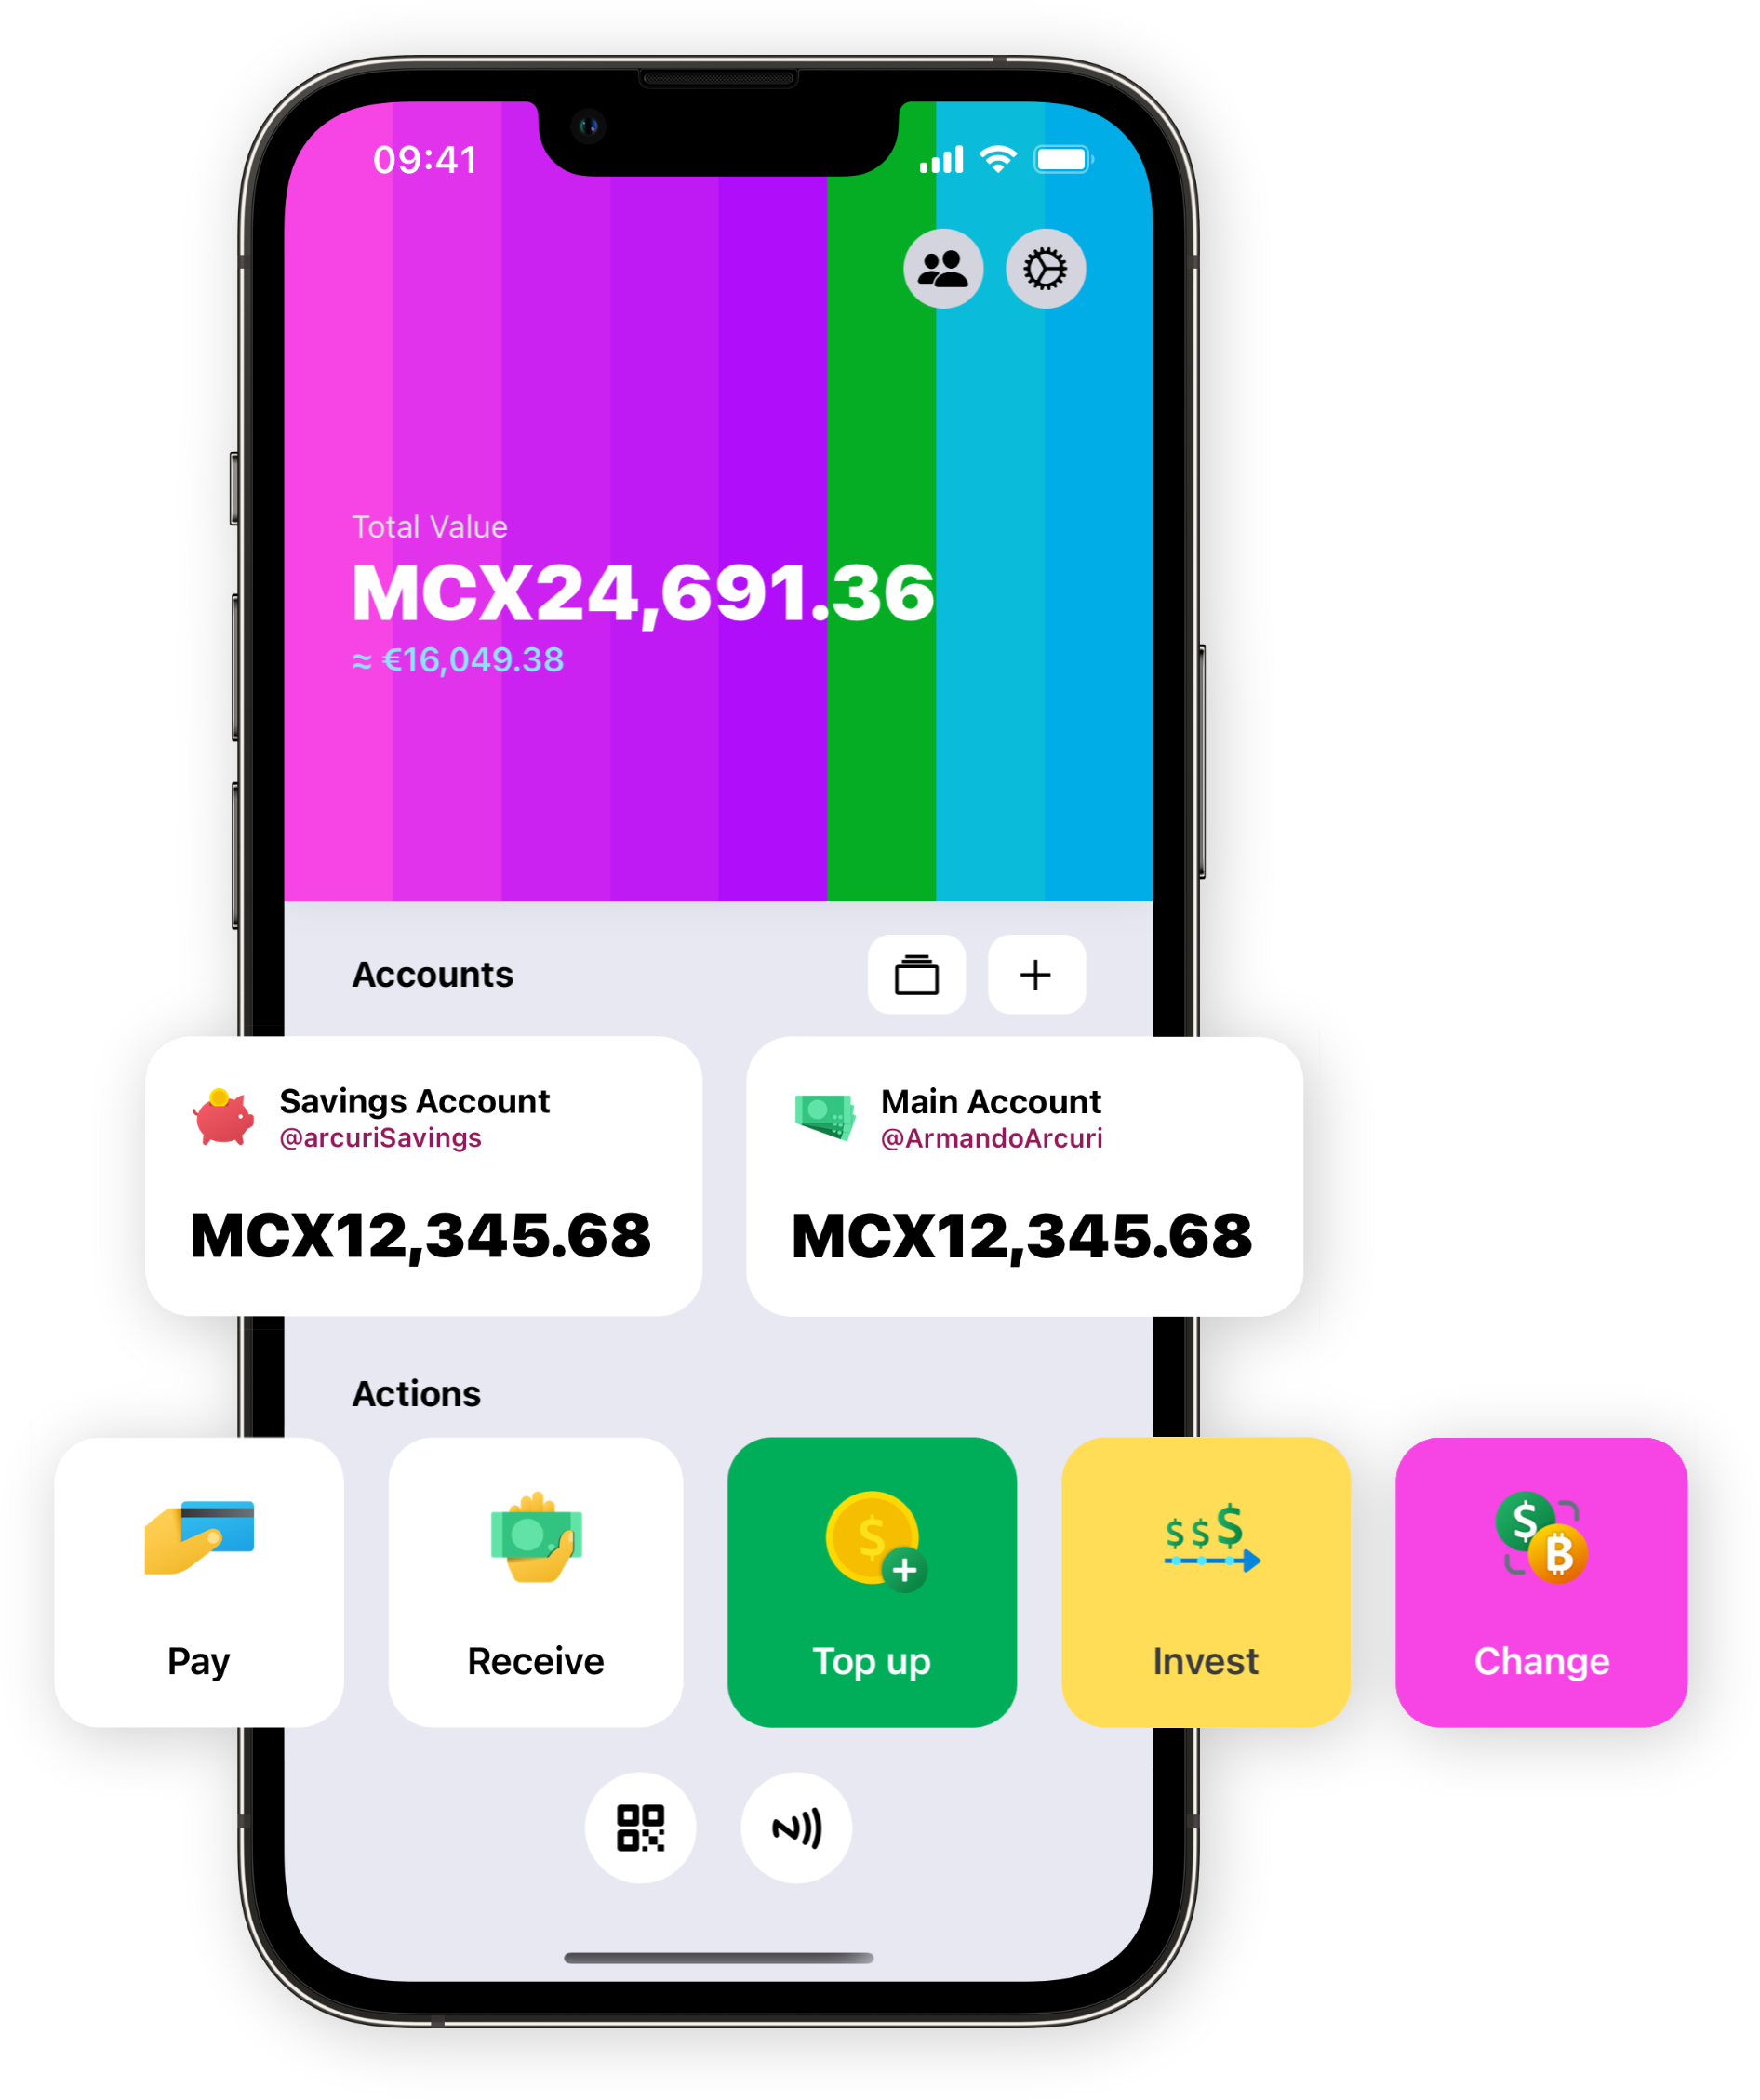 09:41
Total Value
MCX24,691.36
≈ €16,049.38
Accounts
Savings Account
@arcuriSavings
MCX12,345.68
Main Account
@ArmandoArcuri
MCX12,345.68
Actions
Pay
Receive
Top up
Invest
Change